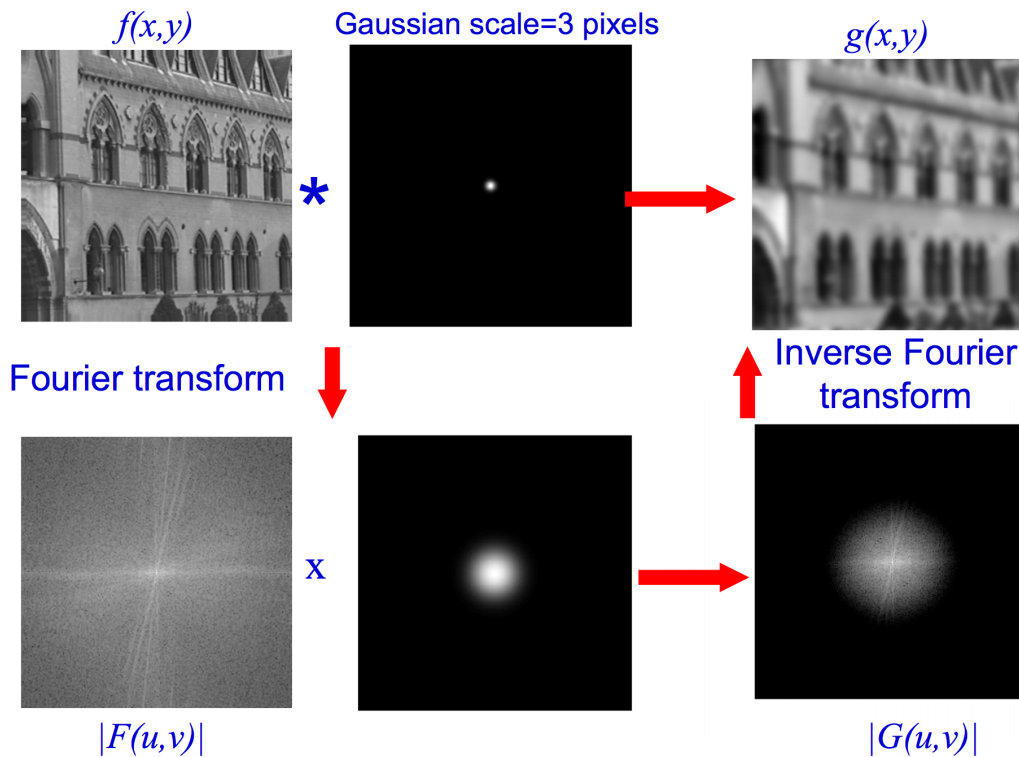 f(x,y)
Gaussian scale=3 pixels
g(x,y)
*
Fourier transform
Inverse Fourier
transform
x
|F(u,v)|
|G(u,v)|